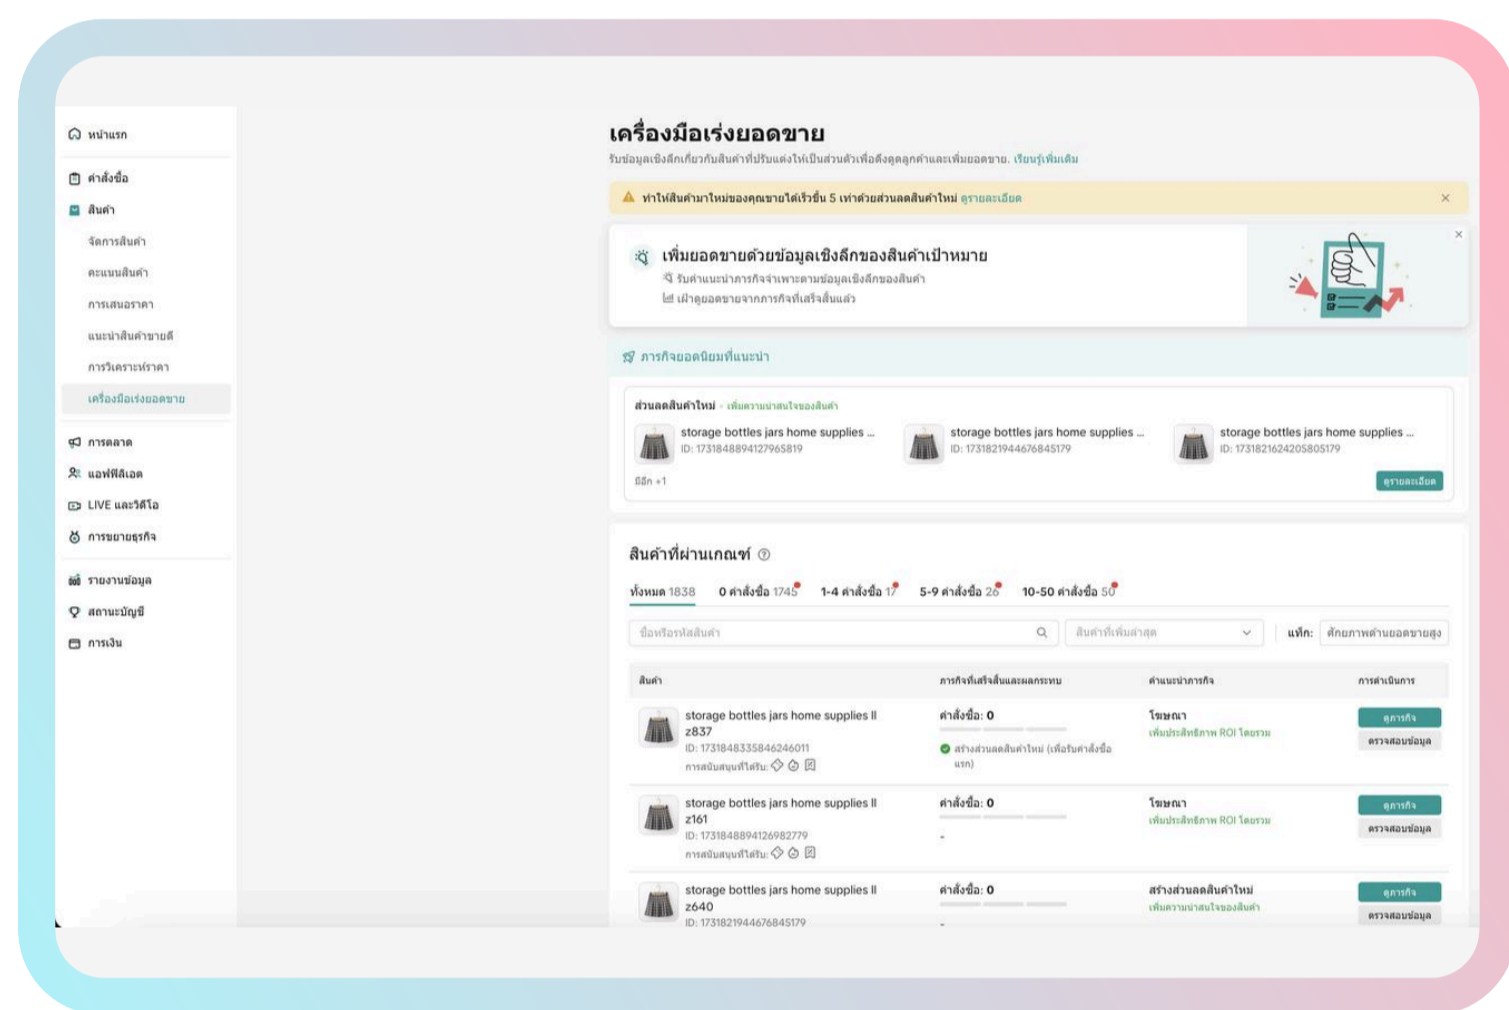 หน้าแรก
คำสั่งซื้อ
สินค้า
จัดการสินค้า
คะแนนสินค้า
การเสนอราคา
แนะนำสินค้าขายดี
การวิเคราะห์ราคา
เครื่องมือเร่งยอดขาย
การตลาด
แอฟฟิลิเอต
LIVE และวิดีโอ
การขยายธุรกิจ
รายงานข้อมูล
สถานะบัญชี
การเงิน
เครื่องมือเร่งยอดขาย
รับข้อมูลเชิงลึกเกี่ยวกับสินค้าที่ปรับแต่งให้เป็นส่วนตัวเพื่อดึงดูดลูกค้าและเพิ่มยอดขาย. เรียนรู้เพิ่มเติม
ทำให้สินค้ามาใหม่ของคุณขายได้เร็วขึ้น 5 เท่าด้วยส่วนลดสินค้าใหม่ ดูรายละเอียด
เพิ่มยอดขายด้วยข้อมูลเชิงลึกของสินค้าเป้าหมาย
รับคำแนะนำภารกิจจำเพาะตามข้อมูลเชิงลึกของสินค้า
เฝ้าดูยอดขายจากภารกิจที่เสร็จสิ้นแล้ว
ภารกิจยอดนิยมที่แนะนำ
ส่วนลดสินค้าใหม่ · เพิ่มความน่าสนใจของสินค้า
storage bottles jars home supplies ...
ID: 1731848894127965819
storage bottles jars home supplies ...
ID: 1731821944676845179
storage bottles jars home supplies ...
ID: 1731821624205805179
มีอีก +1
ดูรายละเอียด
สินค้าที่ผ่านเกณฑ์
ทั้งหมด 1838 0 คำสั่งซื้อ 1745 1-4 คำสั่งซื้อ 17 5-9 คำสั่งซื้อ 26 10-50 คำสั่งซื้อ 50
ชื่อหรือรหัสสินค้า สินค้าที่เพิ่มล่าสุด แท็ก: ศักยภาพด้านยอดขายสูง
สินค้า ภารกิจที่เสร็จสิ้นและผลกระทบ คำแนะนำภารกิจ การดำเนินการ
storage bottles jars home supplies ll
z837
ID: 1731848335846246011
การสนับสนุนที่ได้รับ:
คำสั่งซื้อ: 0
สร้างส่วนลดสินค้าใหม่ (เพื่อรับคำสั่งซื้อ
แรก)
โฆษณา
เพิ่มประสิทธิภาพ ROI โดยรวม
ดูภารกิจ
ตรวจสอบข้อมูล
storage bottles jars home supplies ll
z161
ID: 1731848894126982779
การสนับสนุนที่ได้รับ:
คำสั่งซื้อ: 0
-
โฆษณา
เพิ่มประสิทธิภาพ ROI โดยรวม
ดูภารกิจ
ตรวจสอบข้อมูล
storage bottles jars home supplies ll
z640
ID: 1731821944676845179
คำสั่งซื้อ: 0
-
สร้างส่วนลดสินค้าใหม่
เพิ่มความน่าสนใจของสินค้า
ดูภารกิจ
ตรวจสอบข้อมูล